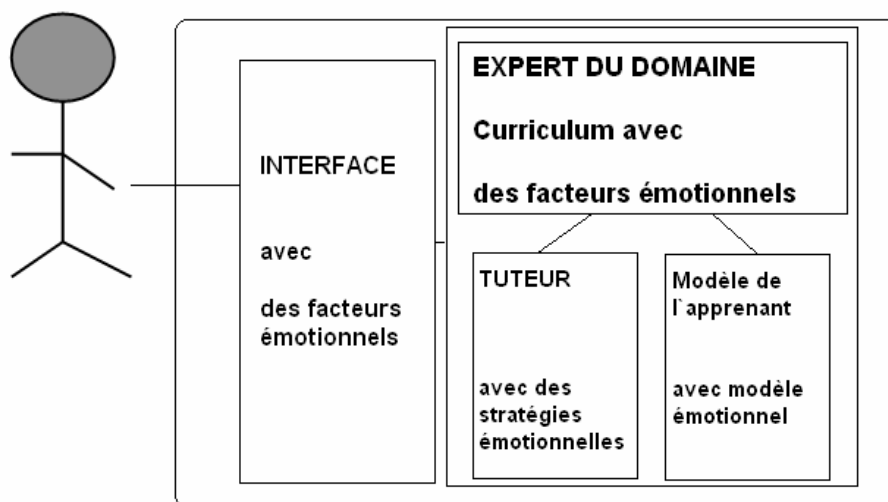 INTERFACE
avec
des facteurs
émotionnels
EXPERT DU DOMAINE
Curriculum avec
des facteurs émotionnels
TUTEUR
avec des
stratégies
émotionnelles
Modèle de
l`apprenant
avec modèle
émotionnel